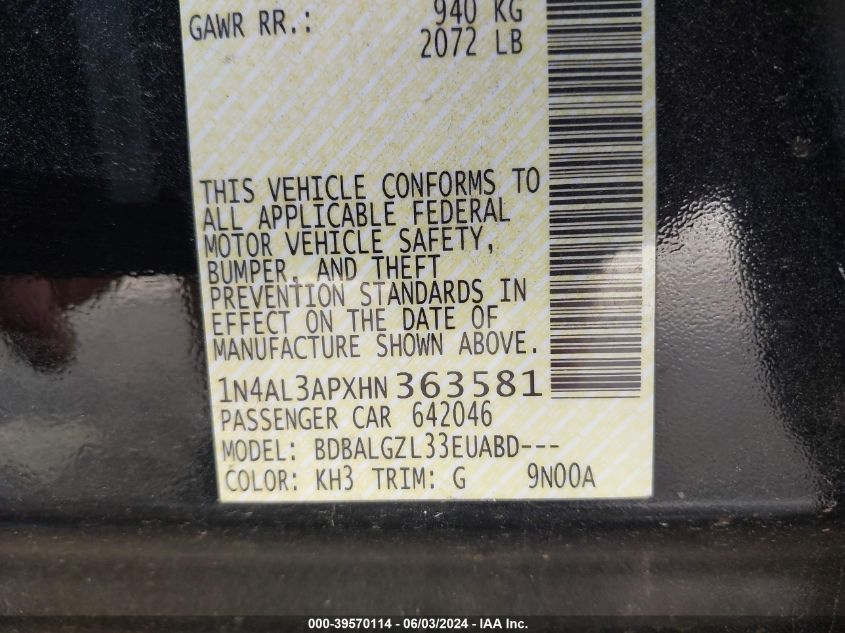 GAWR RR.: 940 KG
2072 LB
THIS VEHICLE CONFORMS TO
ALL APPLICABLE FEDERAL
MOTOR VEHICLE SAFETY,
BUMPER, AND THEFT
PREVENTION STANDARDS IN
EFFECT ON THE DATE OF
MANUFACTURE SHOWN ABOVE.
1N4AL3APXHN 363581
PASSENGER CAR 642046
MODEL: BDBALGZL33EUABD---
COLOR: KH3 TRIM: G 9N00A
000-39570114 - 06/03/2024 - IAA Inc.